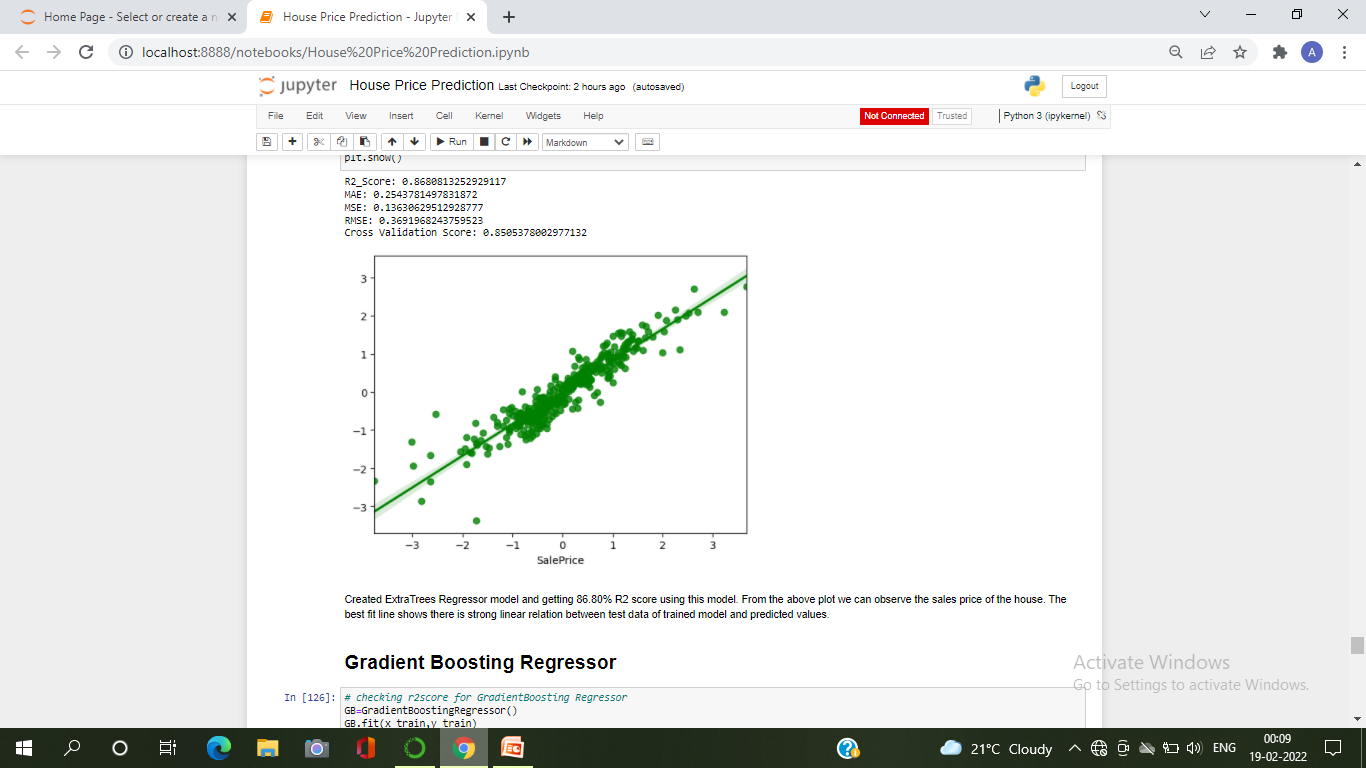 Home Page - Select or create a n
House Price Prediction - Jupyter
localhost:8888/notebooks/House%20Price%20Prediction.ipynb
A
jupyter House Price Prediction Last Checkpoint: 2 hours ago (autosaved)
Logout
File Edit View Insert Cell Kernel Widgets Help
Not Connected Trusted Python 3 (ipykernel)
Run Markdown
plt.show()
R2_Score: 0.8680813252929117
MAE: 0.2543781497831872
MSE: 0.13630629512928777
RMSE: 0.3691968243759523
Cross Validation Score: 0.8505378002977132
3
2
1
0
−1
−2
−3
−3 −2 −1 0 1 2 3
SalePrice
Created ExtraTrees Regressor model and getting 86.80% R2 score using this model. From the above plot we can observe the sales price of the house. The
best fit line shows there is strong linear relation between test data of trained model and predicted values.
Gradient Boosting Regressor
Activate Windows
Go to Settings to activate Windows.
In [126]: # checking r2score for GradientBoosting Regressor
GB=GradientBoostingRegressor()
GB.fit(x_train,y_train)
21°C Cloudy ENG 00:09
19-02-2022